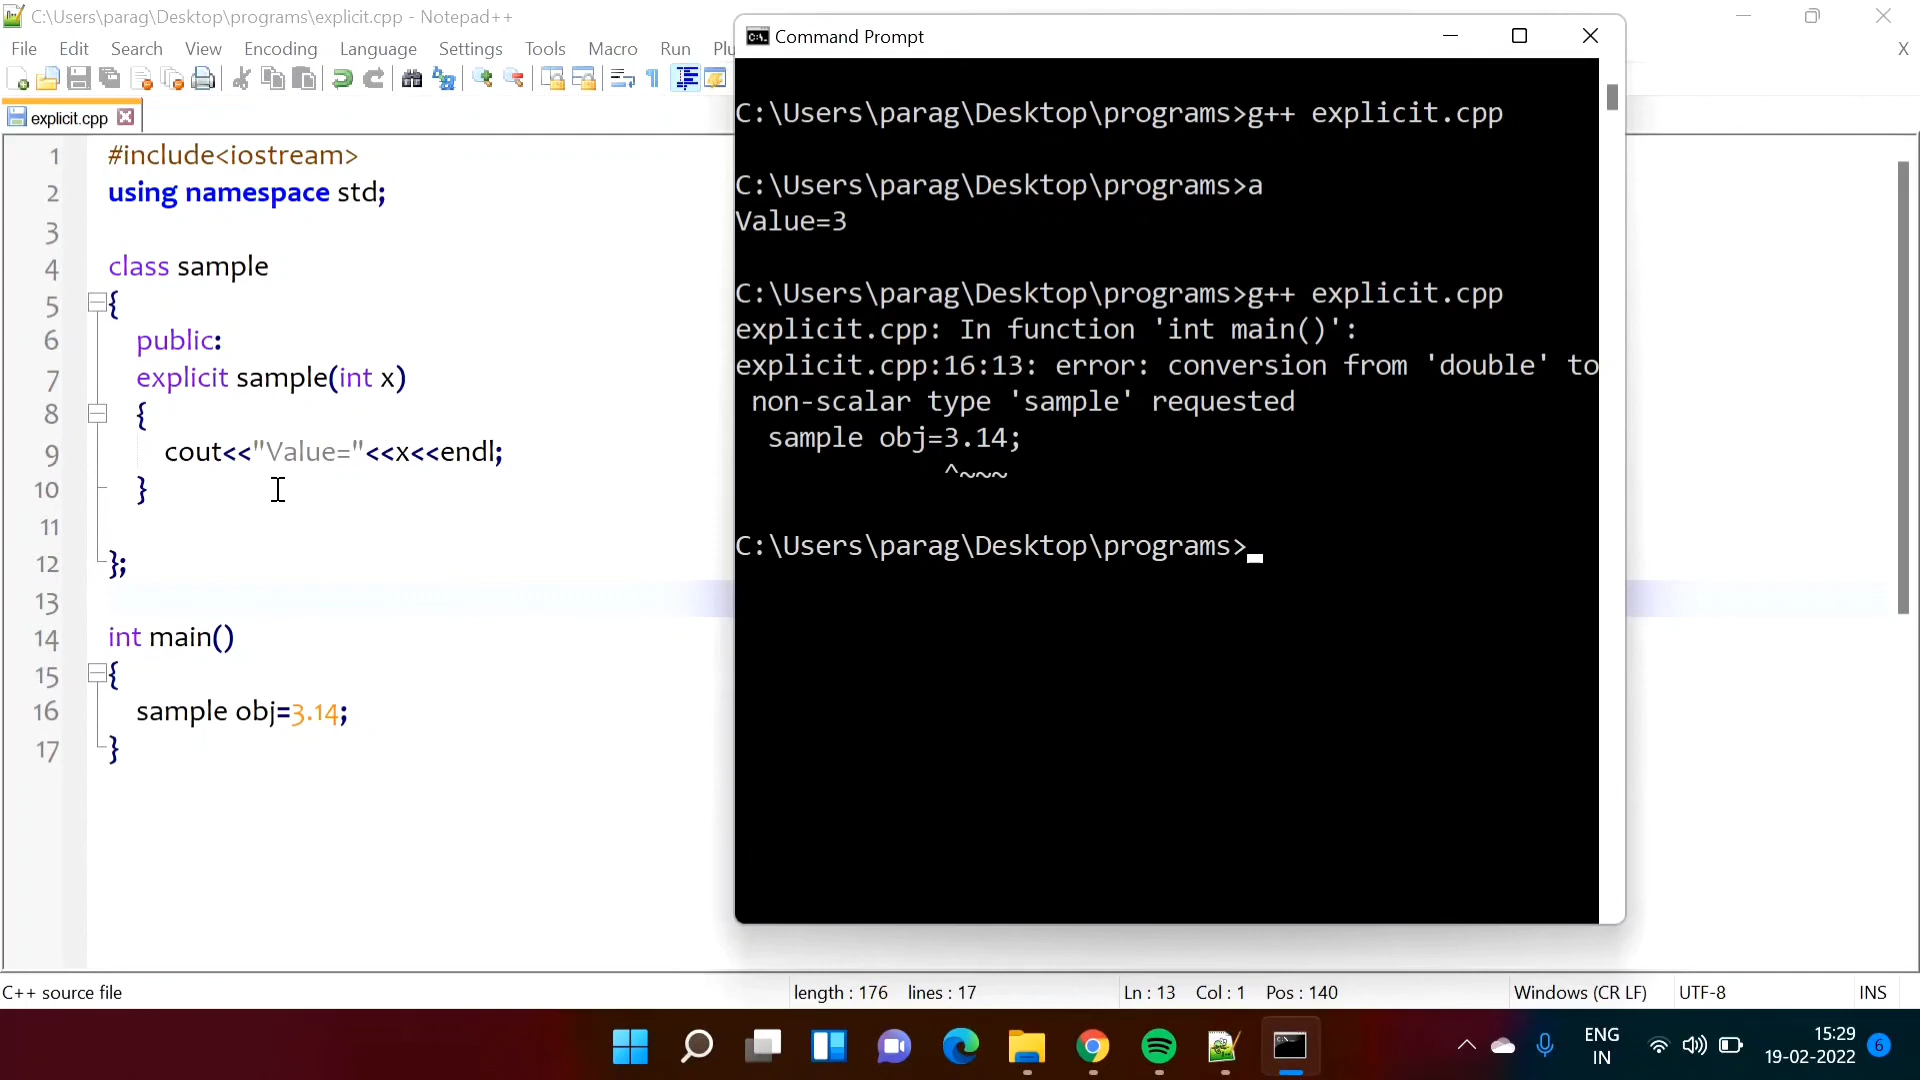 C:\Users\parag\Desktop\programs\explicit.cpp - Notepad++
File Edit Search View Encoding Language Settings Tools Macro Run Plu
X
explicit.cpp
1 #include<iostream>
2 using namespace std;
3
4 class sample
5 {
6 public:
7 explicit sample(int x)
8 {
9 cout<<"Value="<<x<<endl;
10 }
11
12 };
13
14 int main()
15 {
16 sample obj=3.14;
17 }
Command Prompt
C:\Users\parag\Desktop\programs>g++ explicit.cpp
C:\Users\parag\Desktop\programs>a
Value=3
C:\Users\parag\Desktop\programs>g++ explicit.cpp
explicit.cpp: In function 'int main()':
explicit.cpp:16:13: error: conversion from 'double' to
non-scalar type 'sample' requested
sample obj=3.14;
^~~~
C:\Users\parag\Desktop\programs>
C++ source file length : 176 lines : 17 Ln : 13 Col : 1 Pos : 140 Windows (CR LF) UTF-8 INS
ENG
IN
15:29
19-02-2022
6